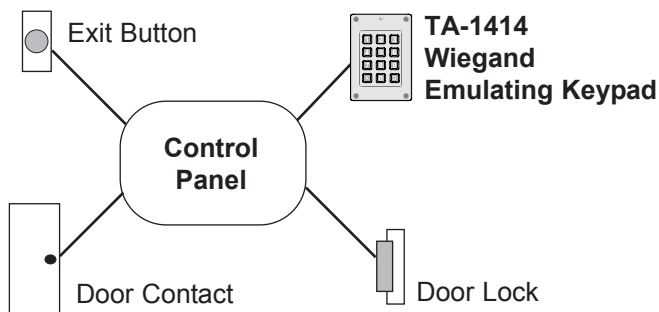 Exit Button
TA-1414
Wiegand
Emulating Keypad
Control
Panel
Door Contact
Door Lock